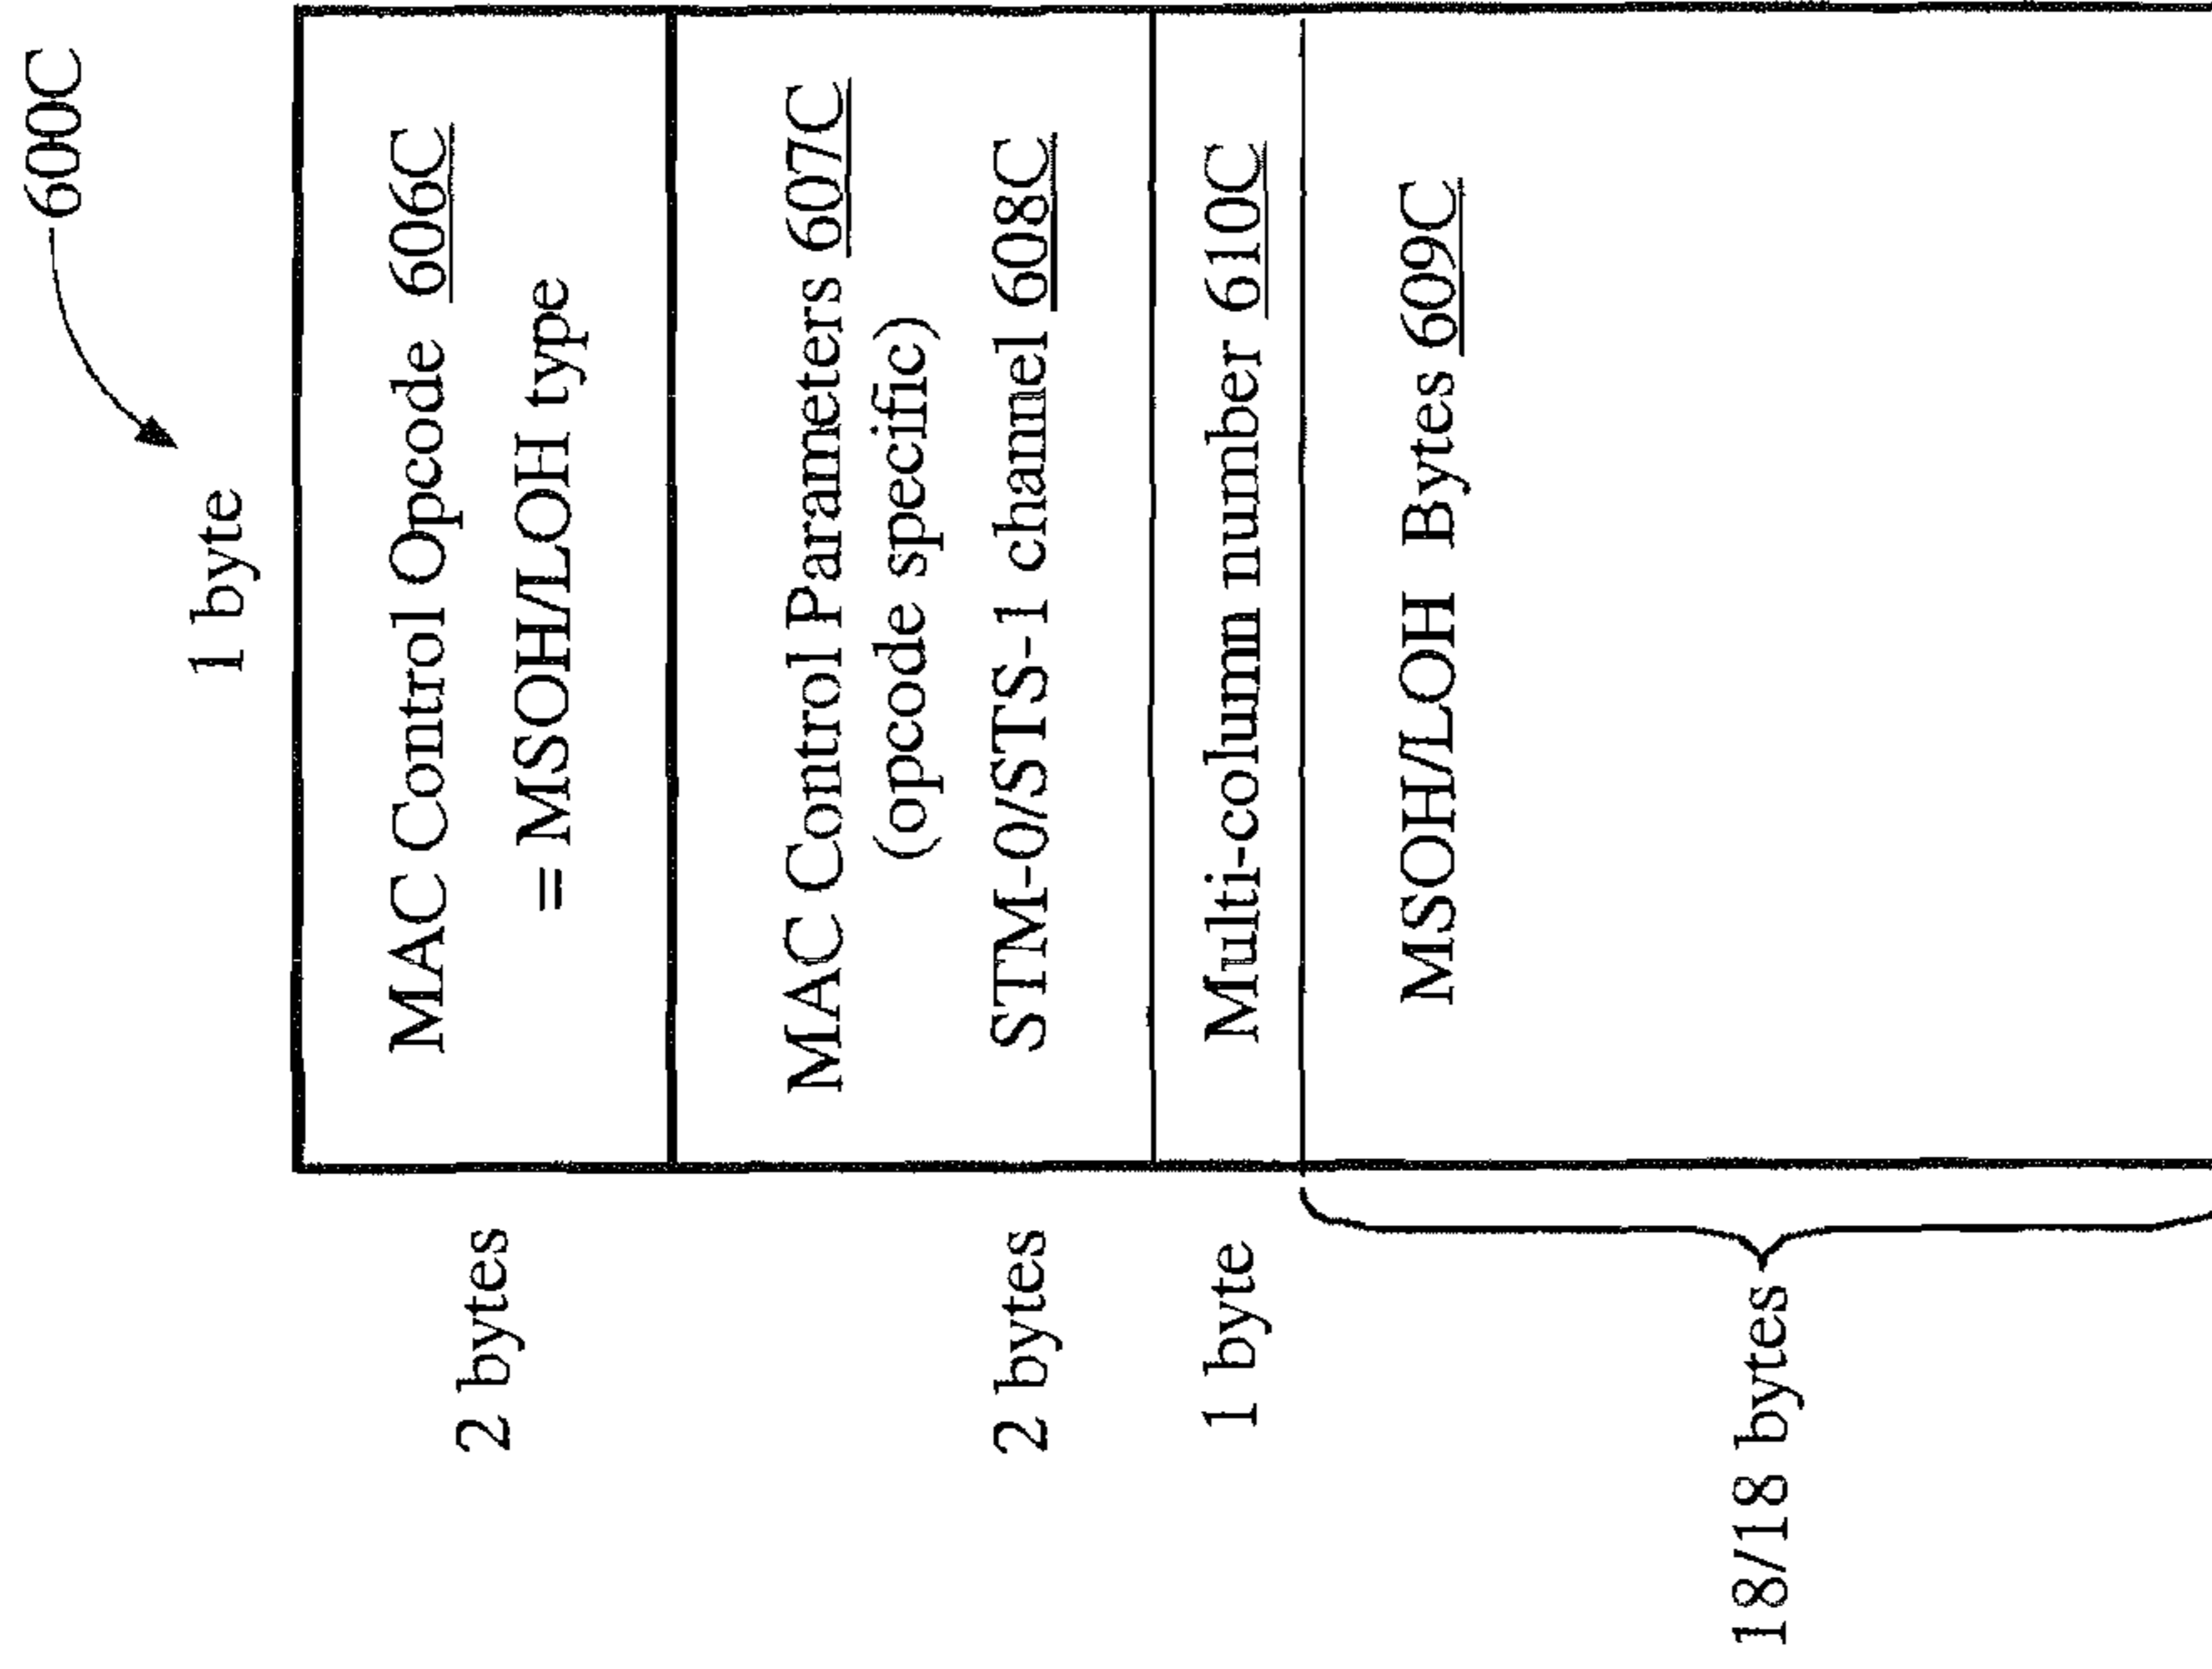 600C
1 byte
2 bytes
MAC Control Opcode 606C
= MSOH/LOH type
MAC Control Parameters 607C
(opcode specific)
2 bytes
STM-0/STS-1 channel 608C
1 byte
Multi-column number 610C
18/18 bytes
MSOH/LOH Bytes 609C